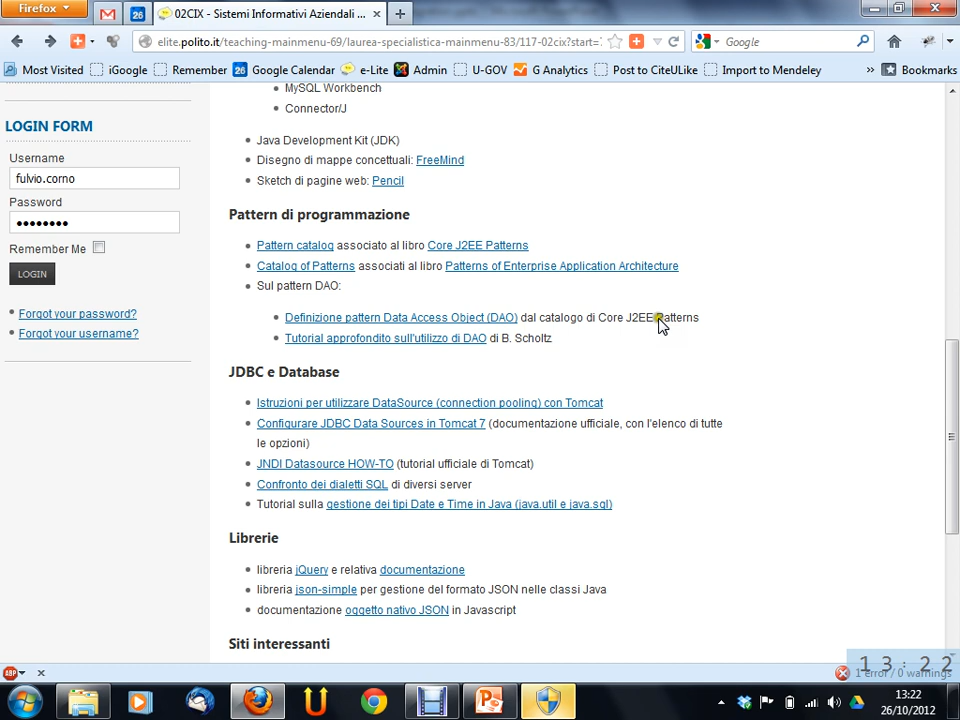 Firefox
26
02CIX - Sistemi Informativi Aziendali ...
elite.polito.it/teaching-mainmenu-69/laurea-specialistica-mainmenu-83/117-02cix?start=
Google
Most Visited
iGoogle
Remember
26
Google Calendar
e-Lite
Admin
U-GOV
G Analytics
Post to CiteULike
Import to Mendeley
»
Bookmarks
LOGIN FORM
Username
fulvio.corno
Password
Remember Me
LOGIN
Forgot your password?
Forgot your username?
MySQL Workbench
Connector/J
Java Development Kit (JDK)
Disegno di mappe concettuali: FreeMind
Sketch di pagine web: Pencil
Pattern di programmazione
Pattern catalog associato al libro Core J2EE Patterns
Catalog of Patterns associati al libro Patterns of Enterprise Application Architecture
Sul pattern DAO:
Definizione pattern Data Access Object (DAO) dal catalogo di Core J2EE Patterns
Tutorial approfondito sull'utilizzo di DAO di B. Scholtz
JDBC e Database
Istruzioni per utilizzare DataSource (connection pooling) con Tomcat
Configurare JDBC Data Sources in Tomcat 7 (documentazione ufficiale, con l'elenco di tutte
le opzioni)
JNDI Datasource HOW-TO (tutorial ufficiale di Tomcat)
Confronto dei dialetti SQL di diversi server
Tutorial sulla gestione dei tipi Date e Time in Java (java.util e java.sql)
Librerie
libreria jQuery e relativa documentazione
libreria json-simple per gestione del formato JSON nelle classi Java
documentazione oggetto nativo JSON in Javascript
Siti interessanti
ABP
13:22
1 error / 0 warnings
13:22
26/10/2012